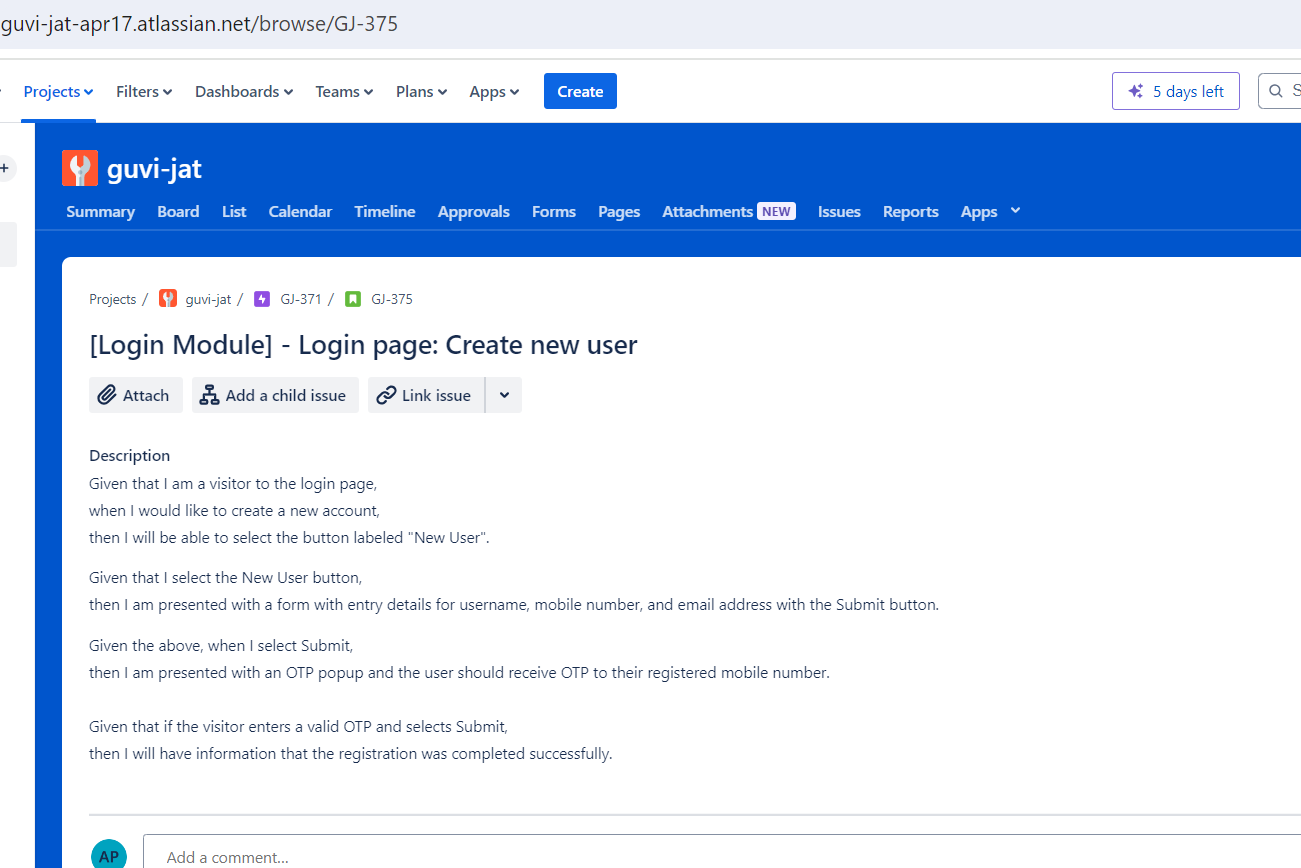 guvi-jat-apr17.atlassian.net/browse/GJ-375
Projects Filters Dashboards Teams Plans Apps Create 5 days left
guvi-jat
Summary Board List Calendar Timeline Approvals Forms Pages Attachments NEW Issues Reports Apps
Projects / guvi-jat / GJ-371 / GJ-375
[Login Module] - Login page: Create new user
Attach Add a child issue Link issue
Description
Given that I am a visitor to the login page,
when I would like to create a new account,
then I will be able to select the button labeled "New User".
Given that I select the New User button,
then I am presented with a form with entry details for username, mobile number, and email address with the Submit button.
Given the above, when I select Submit,
then I am presented with an OTP popup and the user should receive OTP to their registered mobile number.
Given that if the visitor enters a valid OTP and selects Submit,
then I will have information that the registration was completed successfully.
AP Add a comment...